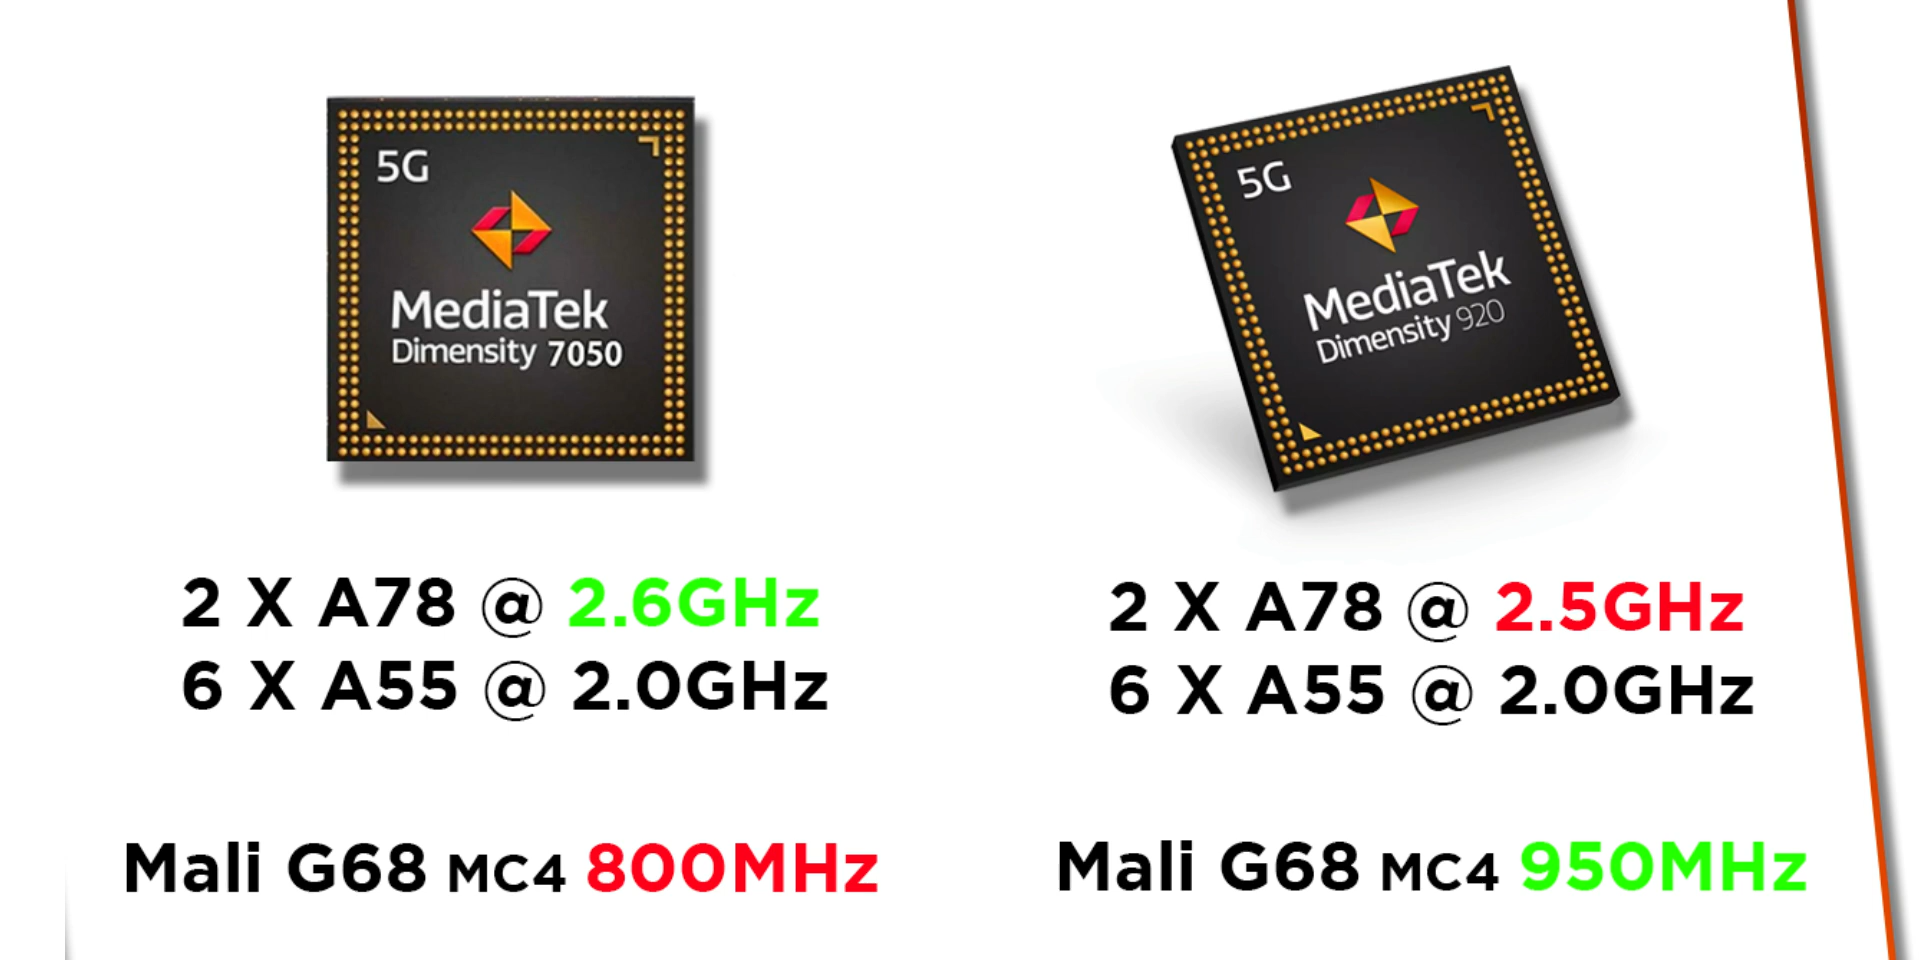 5G
MediaTek
Dimensity 7050
2 X A78 @ 2.6GHz
6 X A55 @ 2.0GHz
Mali G68 MC4 800MHz
5G
MediaTek
Dimensity 920
2 X A78 @ 2.5GHz
6 X A55 @ 2.0GHz
Mali G68 MC4 950MHz